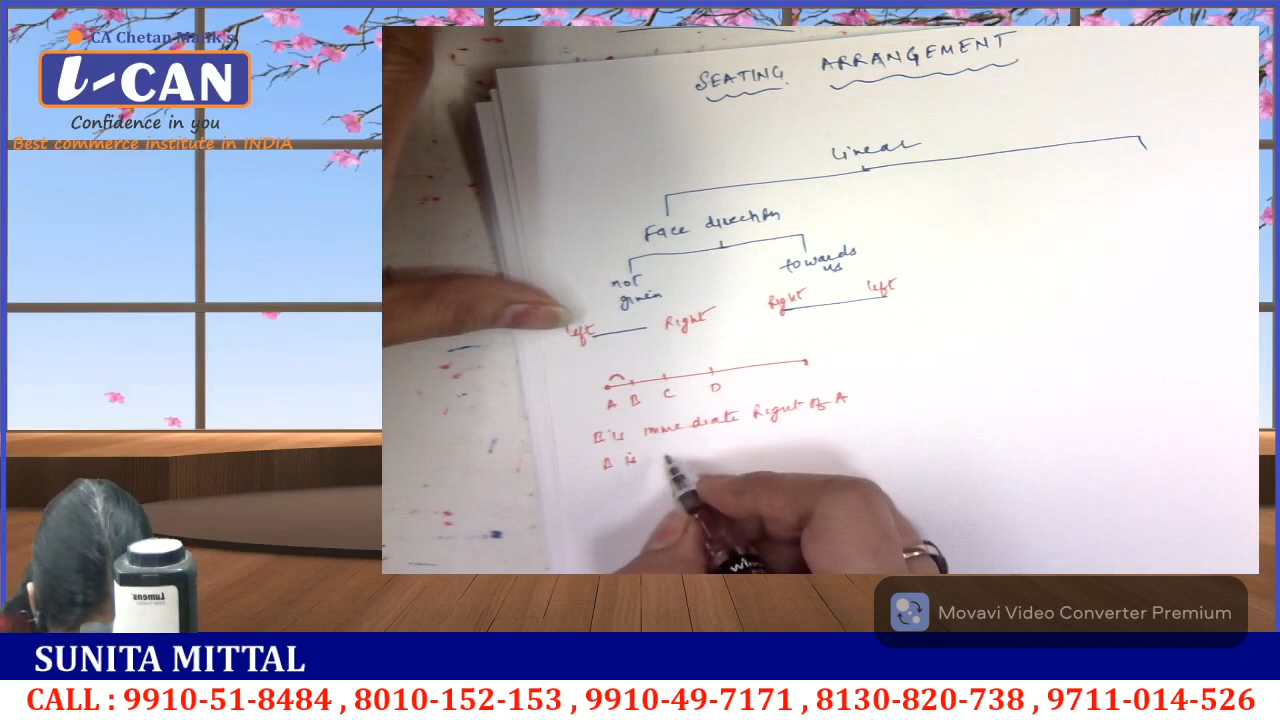 CA Chetan Malik's
i-CAN
Confidence in you
Best commerce institute in INDIA
SEATING ARRANGEMENT
Linear
Face direction
not given
towards us
left Right
Right left
A B C D
B is immediate Right of A
is
Lumens
SUNITA MITTAL
Movavi Video Converter Premium
CALL : 9910-51-8484 , 8010-152-153 , 9910-49-7171 , 8130-820-738 , 9711-014-526